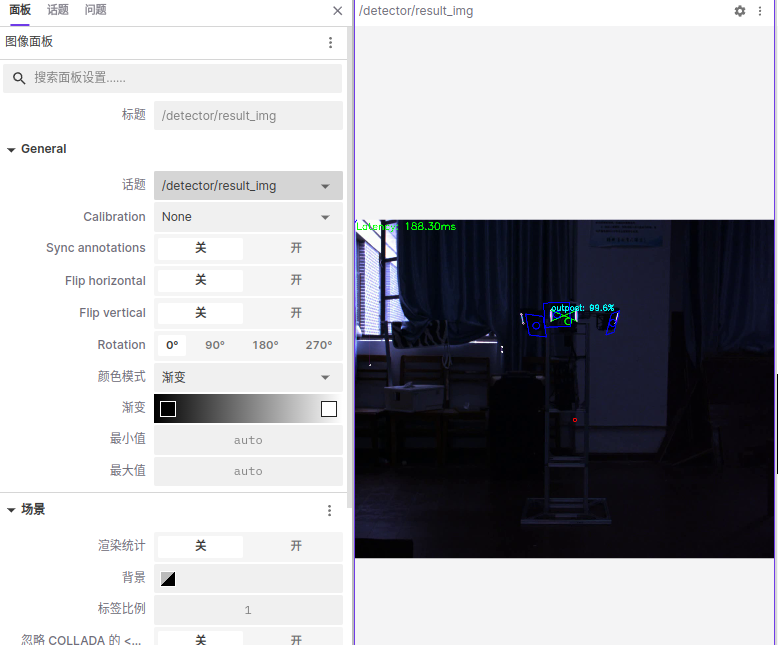 面板 话题 问题
图像面板
搜索面板设置......
标题 /detector/result_img
General
话题 /detector/result_img
Calibration None
Sync annotations 关 开
Flip horizontal 关 开
Flip vertical 关 开
Rotation 0° 90° 180° 270°
颜色模式 渐变
渐变
最小值 auto
最大值 auto
场景
渲染统计 关 开
背景
标签比例 1
忽略 COLLADA 的 <... 关 开
/detector/result_img
Latency: 188.30ms
outpost: 99.6%